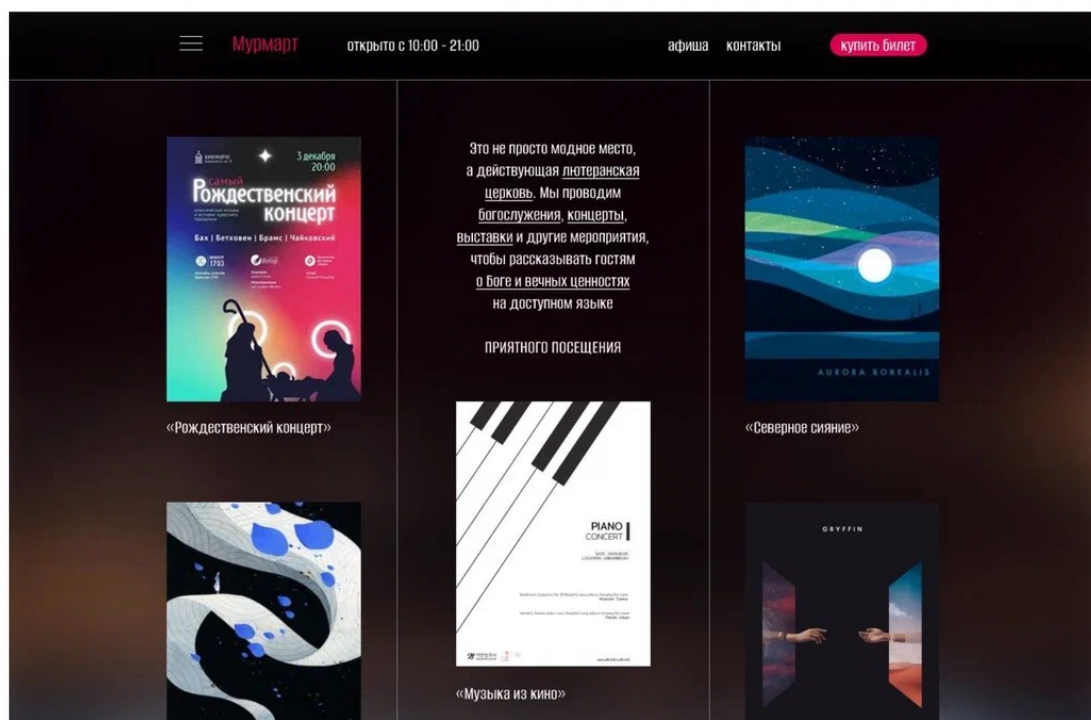 Мурмарт
открыто с 10:00 - 21:00
афиша
контакты
купить билет
3 декабря
20:00
самый
Рождественский
концерт
Бах | Бетховен | Брамс | Чайковский
«Рождественский концерт»
Это не просто модное место,
а действующая лютеранская
церковь. Мы проводим
богослужения, концерты,
выставки и другие мероприятия,
чтобы рассказывать гостям
о Боге и вечных ценностях
на доступном языке
ПРИЯТНОГО ПОСЕЩЕНИЯ
PIANO
CONCERT
«Музыка из кино»
AURORA BOREALIS
«Северное сияние»
GRYFFIN